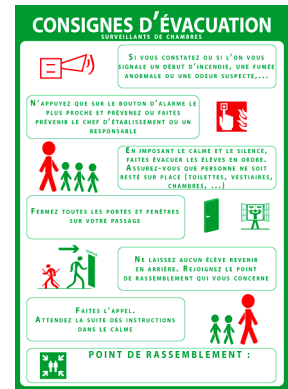 CONSIGNES D'ÉVACUATION
SURVEILLANTS DE CHAMBRES
SI VOUS CONSTATEZ OU SI L'ON VOUS
SIGNALE UN DÉBUT D'INCENDIE, UNE FUMÉE
ANORMALE OU UNE ODEUR SUSPECTE,...
N'APPUYEZ QUE SUR LE BOUTON D'ALARME LE
PLUS PROCHE ET PRÉVENEZ OU FAITES
PRÉVENIR LE CHEF D'ÉTABLISSEMENT OU UN
RESPONSABLE
EN IMPOSANT LE CALME ET LE SILENCE,
FAITES ÉVACUER LES ÉLÈVES EN ORDRE.
ASSUREZ-VOUS QUE PERSONNE NE SOIT
RESTÉ SUR PLACE (TOILETTES, VESTIAIRES,
CHAMBRES, ...)
FERMEZ TOUTES LES PORTES ET FENÊTRES
SUR VOTRE PASSAGE
NE LAISSEZ AUCUN ÉLÈVE REVENIR
EN ARRIÈRE. REJOIGNEZ LE POINT
DE RASSEMBLEMENT QUI VOUS CONCERNE
FAITES L'APPEL.
ATTENDEZ LA SUITE DES INSTRUCTIONS
DANS LE CALME
POINT DE RASSEMBLEMENT :